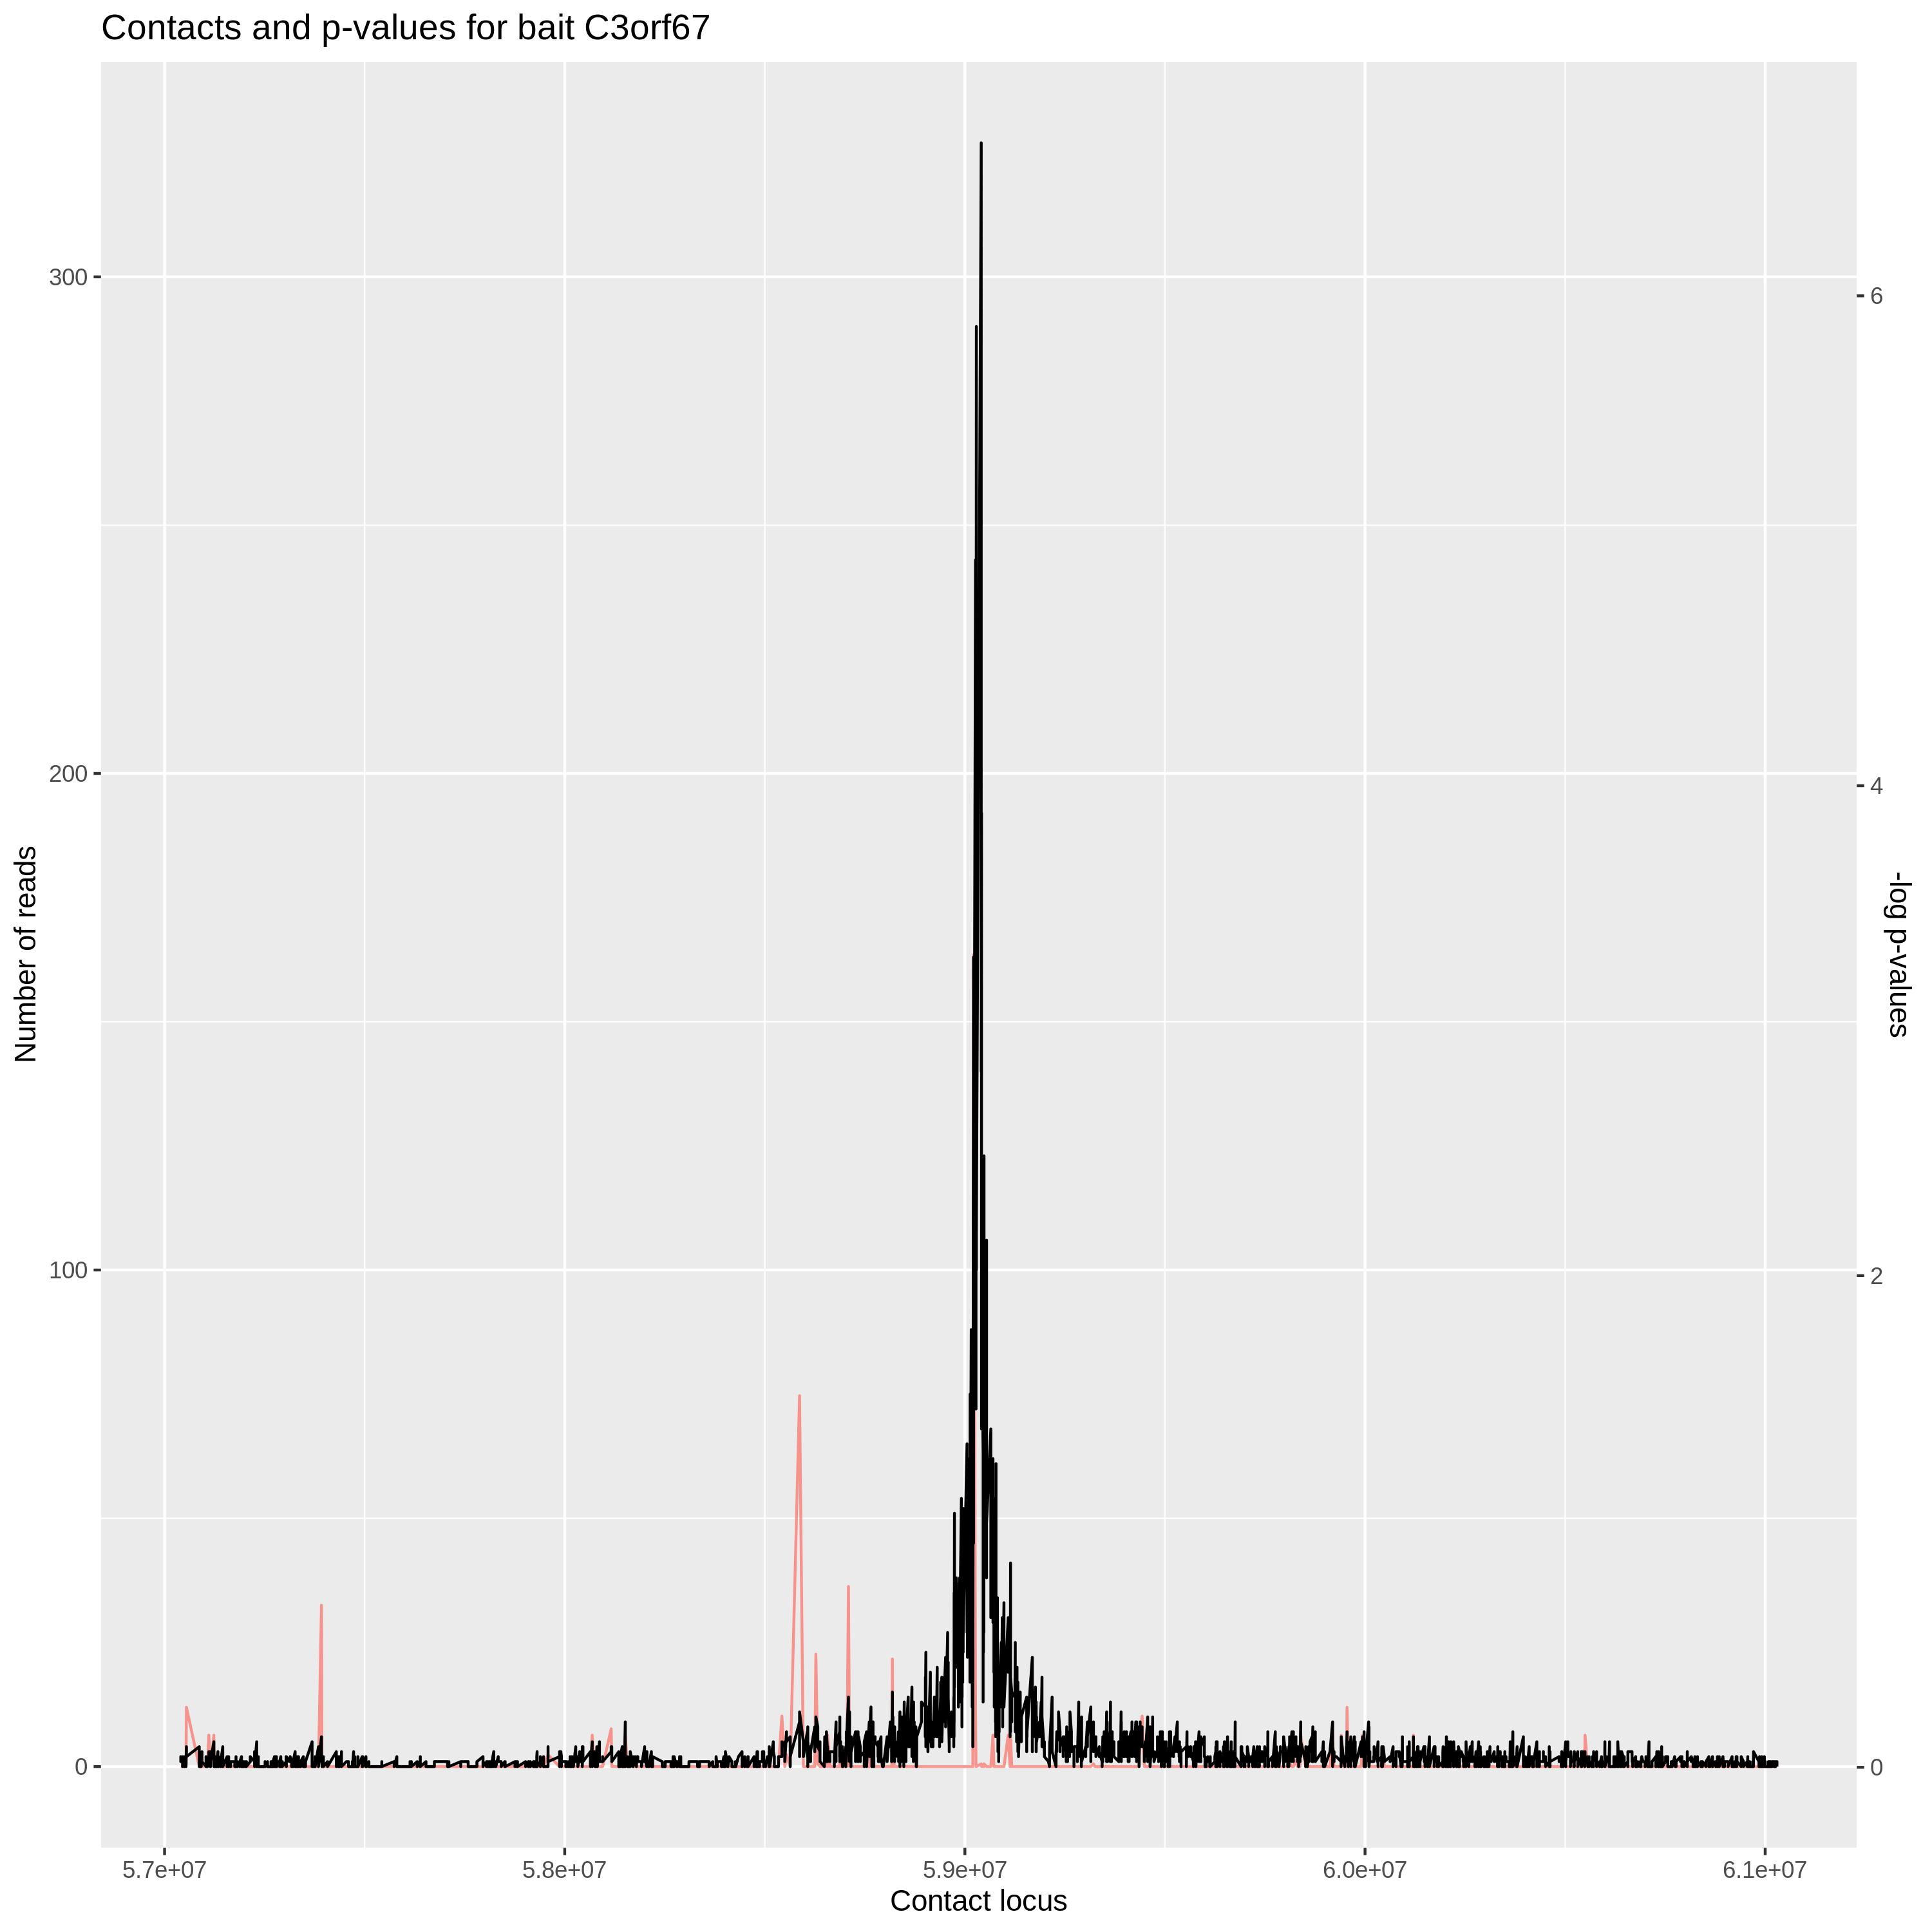 Contacts and p-values for bait C3orf67
300
200
100
0
Number of reads
6
4
2
0
-log p-values
5.7e+07 5.8e+07 5.9e+07 6.0e+07 6.1e+07
Contact locus